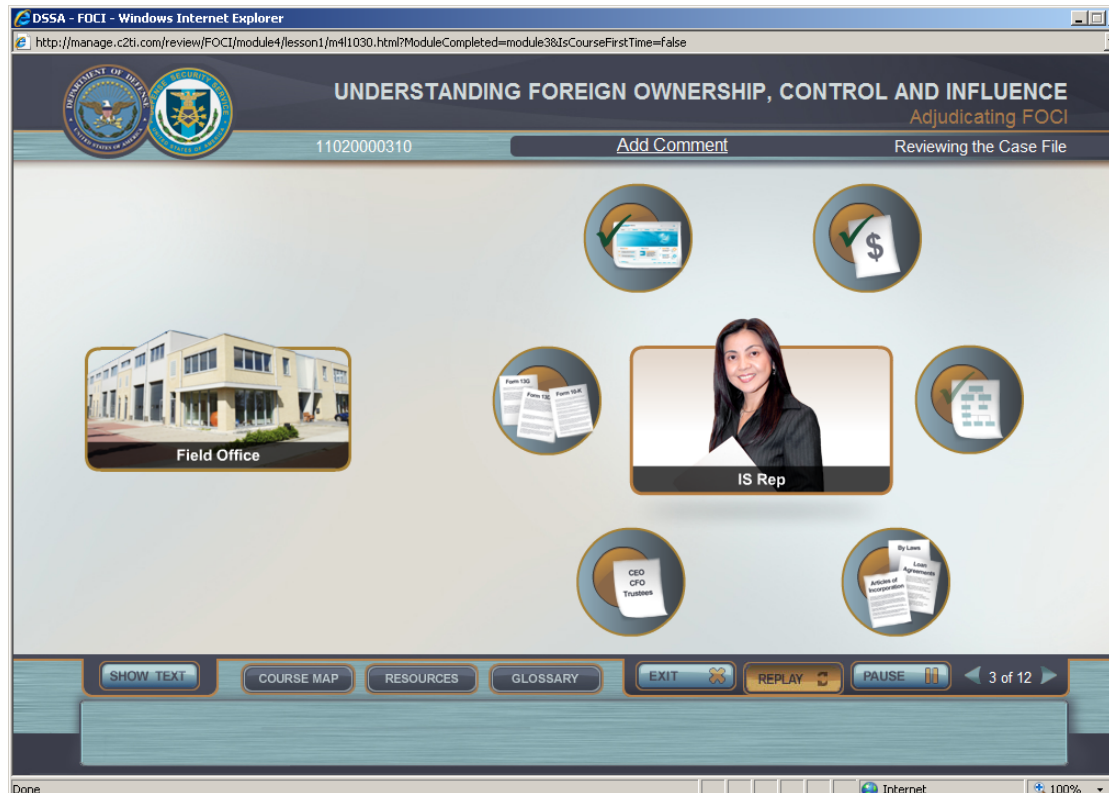 DSSA - FOCI - Windows Internet Explorer
http://manage.c2ti.com/review/FOCI/module4/lesson1/m4l1030.html?ModuleCompleted=module3&IsCourseFirstTime=false
UNDERSTANDING FOREIGN OWNERSHIP, CONTROL AND INFLUENCE
Adjudicating FOCI
11020000310
Add Comment
Reviewing the Case File
$
Form 13G
Form 13D
Form 10-K
Field Office
IS Rep
CEO
CFO
Trustees
By Laws
Loan
Agreements
Articles of
Incorporation
SHOW TEXT
COURSE MAP
RESOURCES
GLOSSARY
EXIT
REPLAY
PAUSE
3 of 12
Done
Internet
100%